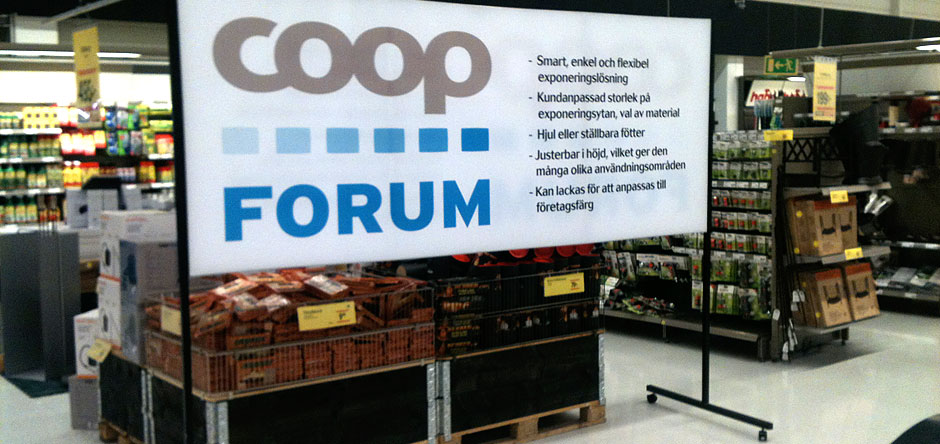 coop
FORUM
- Smart, enkel och flexibel
exponeringslösning
- Kundanpassad storlek på
exponeringsytan, val av material
- Hjul eller ställbara fötter
- Justerbar i höjd, vilket ger den
många olika användningsområden
- Kan lackas för att anpassas till
företagsfärg